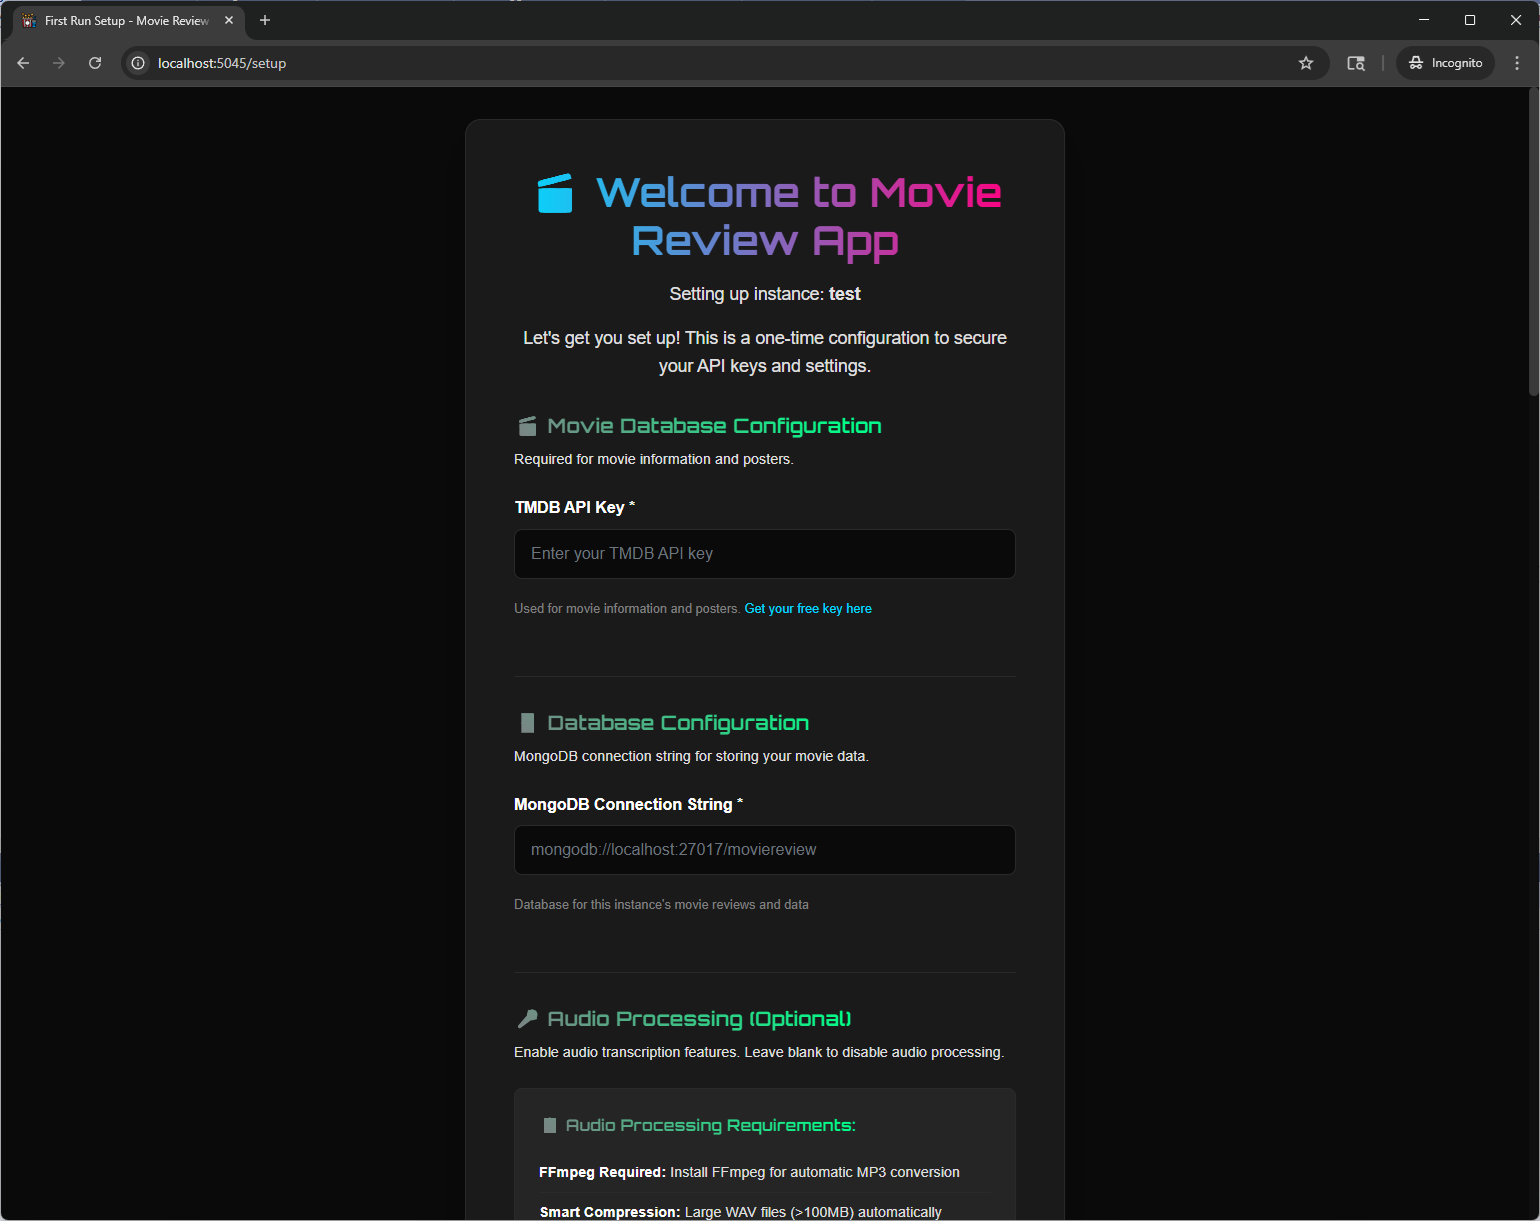 First Run Setup - Movie Review
localhost:5045/setup
Incognito
Welcome to Movie
Review App
Setting up instance: test
Let's get you set up! This is a one-time configuration to secure
your API keys and settings.
Movie Database Configuration
Required for movie information and posters.
TMDB API Key *
Enter your TMDB API key
Used for movie information and posters. Get your free key here
Database Configuration
MongoDB connection string for storing your movie data.
MongoDB Connection String *
mongodb://localhost:27017/moviereview
Database for this instance's movie reviews and data
Audio Processing (Optional)
Enable audio transcription features. Leave blank to disable audio processing.
Audio Processing Requirements:
FFmpeg Required: Install FFmpeg for automatic MP3 conversion
Smart Compression: Large WAV files (>100MB) automatically